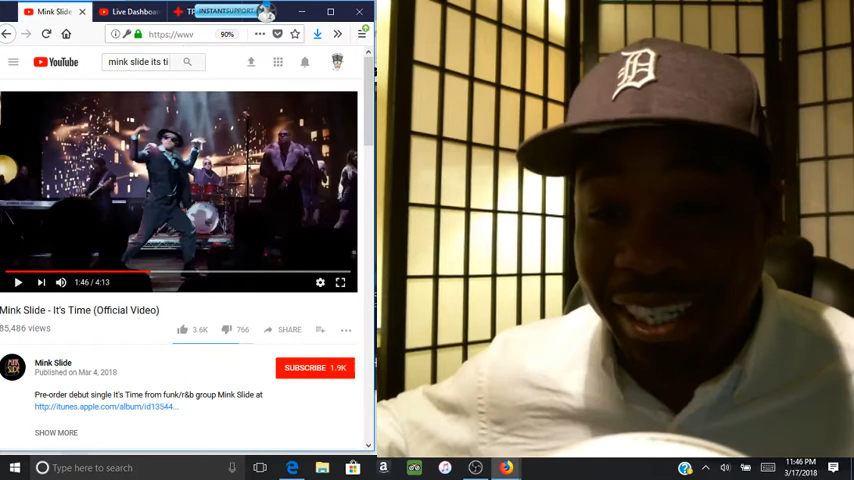 Mink Slide
Live Dashboa
TP
INSTANTSUPPORT
https://wwv
90%
YouTube
mink slide its ti
D
1:46 / 4:13
Mink Slide - It's Time (Official Video)
85,486 views
3.6K
766
SHARE
Mink Slide
Published on Mar 4, 2018
SUBSCRIBE 1.9K
Pre-order debut single It's Time from funk/r&b group Mink Slide at
http://itunes.apple.com/album/id13544...
SHOW MORE
Type here to search
11:46 PM
3/17/2018